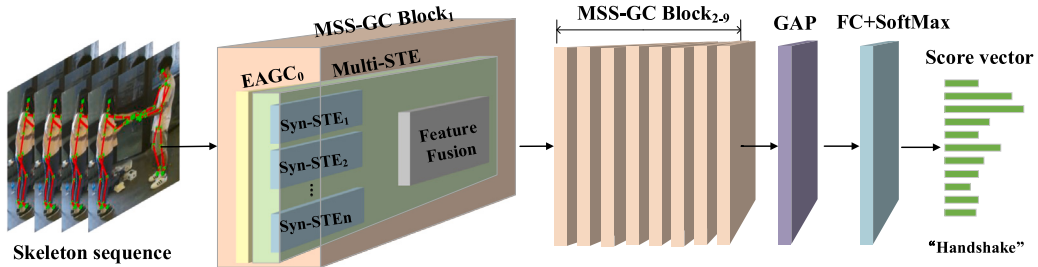 MSS-GC Block1
EAGC0
Multi-STE
Syn-STE1
Syn-STE2
⋮
Syn-STEn
Feature
Fusion
Skeleton sequence
MSS-GC Block2-9
GAP
FC+SoftMax
Score vector
“Handshake”